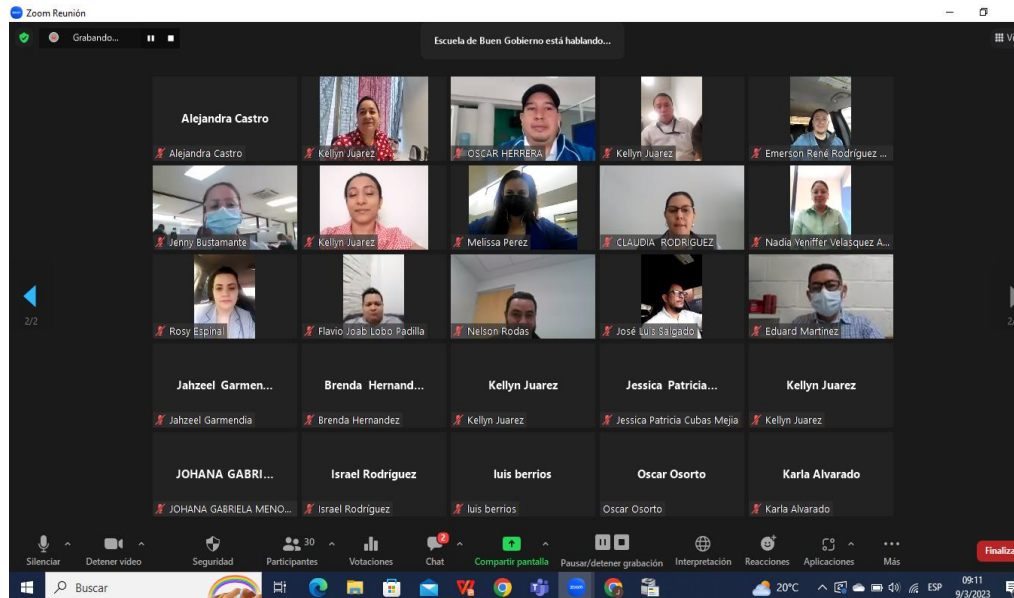 Zoom Reunión
Grabando...
Escuela de Buen Gobierno está hablando...
Vi
Alejandra Castro
Alejandra Castro
Kellyn Juarez
OSCAR HERRERA
Kellyn Juarez
Emerson René Rodríguez ...
Jenny Bustamante
Kellyn Juarez
Melissa Perez
CLAUDIA RODRIGUEZ
Nadia Yeniffer Velasquez A...
Rosy Espinal
Flavio Joab Lobo Padilla
Nelson Rodas
José Luis Salgado
Eduard Martinez
2/2
2/
Jahzeel Garmen...
Brenda Hernand...
Kellyn Juarez
Jessica Patricia...
Kellyn Juarez
Jahzeel Garmendia
Brenda Hernandez
Kellyn Juarez
Jessica Patricia Cubas Mejia
Kellyn Juarez
JOHANA GABRI...
Israel Rodríguez
luis berrios
Oscar Osorto
Karla Alvarado
JOHANA GABRIELA MENO...
Israel Rodríguez
luis berrios
Oscar Osorto
Karla Alvarado
30
2
Silenciar
Detener video
Seguridad
Participantes
Votaciones
Chat
Compartir pantalla
Pausar/detener grabación
Interpretación
Reacciones
Aplicaciones
Más
Finaliza
Buscar
zoom
20°C
ESP
09:11
9/3/2023